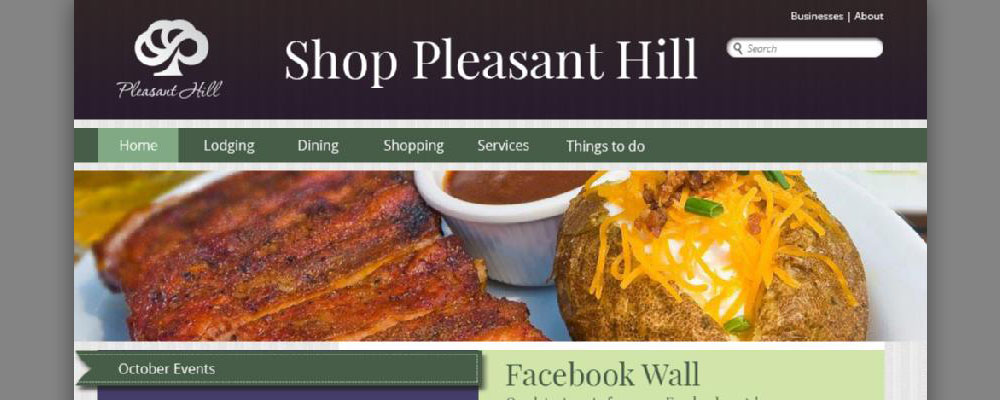 Businesses | About
Pleasant Hill
Shop Pleasant Hill
Search
Home Lodging Dining Shopping Services Things to do
October Events
Facebook Wall